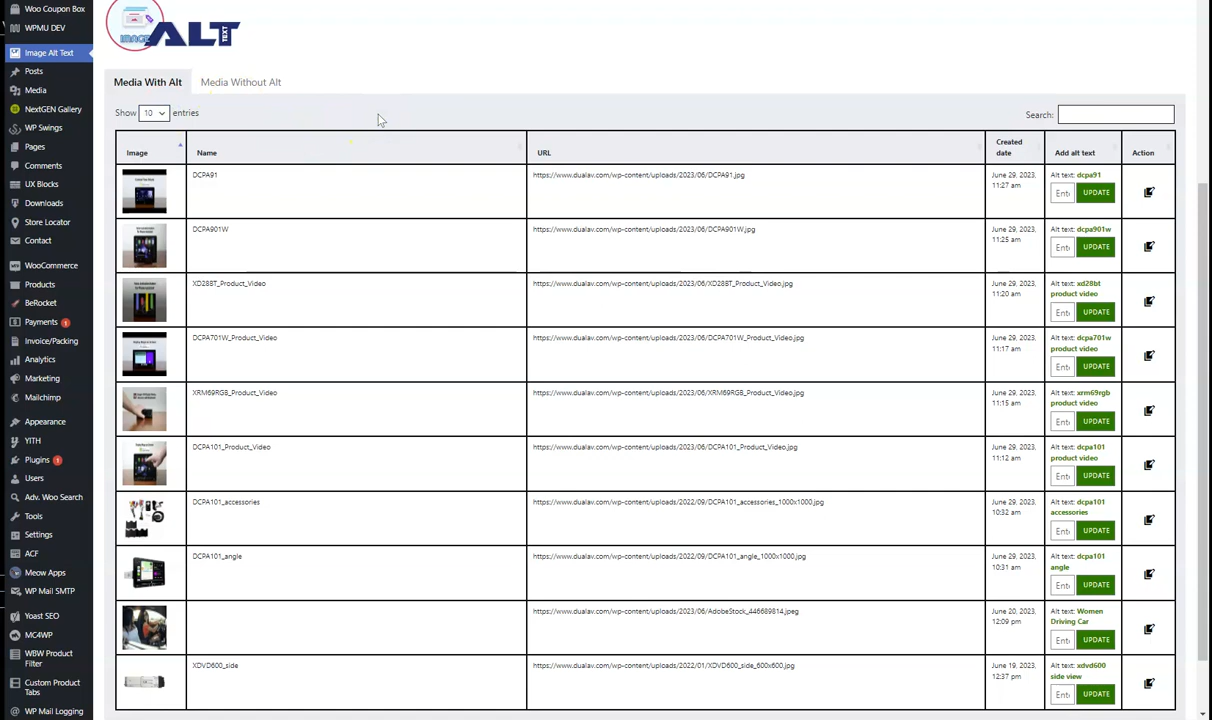 Woo Coupon Box
WPMU DEV
Image Alt Text
Posts
Media
NextGEN Gallery
WP Swings
Pages
Comments
UX Blocks
Downloads
Store Locator
Contact
WooCommerce
Products
BeRocket
Payments 1
Invoice/Packing
Analytics
Marketing
Mailchimp
Appearance
YITH
Plugins 1
Users
Adv. Woo Search
Tools
Settings
ACF
Meow Apps
WP Mail SMTP
Yoast SEO
MC4WP
WBW Product
Filter
Custom Product
Tabs
WP Mail Logging
IMAGE ALT TEXT
Media With Alt Media Without Alt
Show 10 entries Search:
Image Name URL Created date Add alt text Action
DCPA91 https://www.dualav.com/wp-content/uploads/2023/06/DCPA91.jpg June 29, 2023, Alt text: dcpa91
11:27 am Ente UPDATE
DCPA901W https://www.dualav.com/wp-content/uploads/2023/06/DCPA901W.jpg June 29, 2023, Alt text: dcpa901w
11:25 am Ente UPDATE
XD28BT_Product_Video https://www.dualav.com/wp-content/uploads/2023/06/XD28BT_Product_Video.jpg June 29, 2023, Alt text: xd28bt
11:20 am product video
Ente UPDATE
DCPA701W_Product_Video https://www.dualav.com/wp-content/uploads/2023/06/DCPA701W_Product_Video.jpg June 29, 2023, Alt text: dcpa701w
11:17 am product video
Ente UPDATE
XRM69RGB_Product_Video https://www.dualav.com/wp-content/uploads/2023/06/XRM69RGB_Product_Video.jpg June 29, 2023, Alt text: xrm69rgb
11:15 am product video
Ente UPDATE
DCPA101_Product_Video https://www.dualav.com/wp-content/uploads/2023/06/DCPA101_Product_Video.jpg June 29, 2023, Alt text: dcpa101
11:12 am product video
Ente UPDATE
DCPA101_accessories https://www.dualav.com/wp-content/uploads/2022/09/DCPA101_accessories_1000x1000.jpg June 29, 2023, Alt text: dcpa101
10:32 am accessories
Ente UPDATE
DCPA101_angle https://www.dualav.com/wp-content/uploads/2022/09/DCPA101_angle_1000x1000.jpg June 29, 2023, Alt text: dcpa101
10:31 am angle
Ente UPDATE
https://www.dualav.com/wp-content/uploads/2023/06/AdobeStock_446689814.jpeg June 20, 2023, Alt text: Women
12:09 pm Driving Car
Ente UPDATE
XDVD600_side https://www.dualav.com/wp-content/uploads/2022/01/XDVD600_side_600x600.jpg June 19, 2023, Alt text: xdvd600
12:37 pm side view
Ente UPDATE